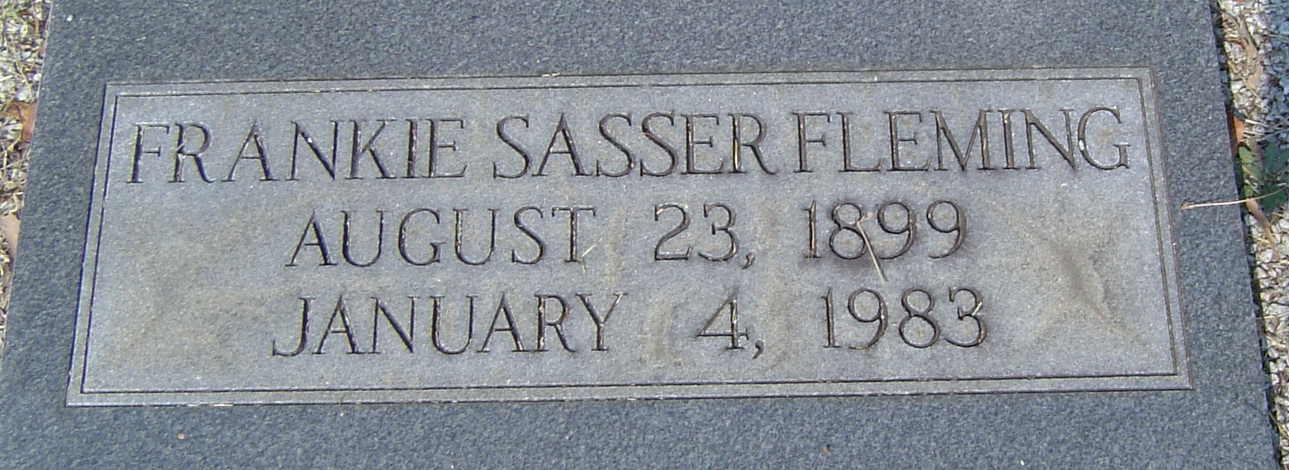 FRANKIE SASSER FLEMING
AUGUST 23, 1899
JANUARY 4, 1983